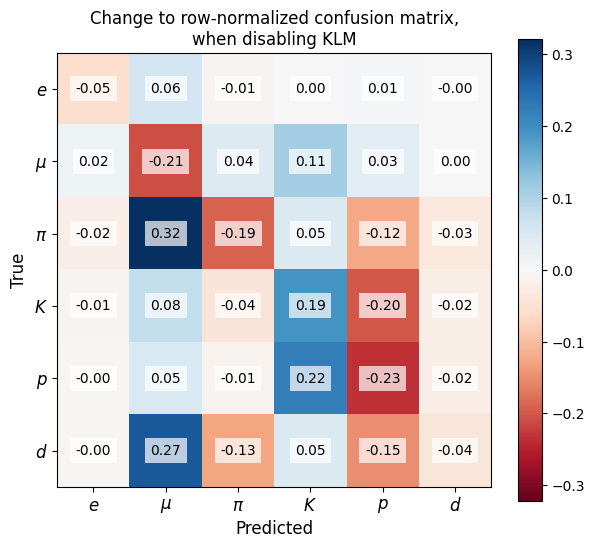 Change to row-normalized confusion matrix,
when disabling KLM
True
e -0.05 0.06 -0.01 0.00 0.01 -0.00
μ 0.02 -0.21 0.04 0.11 0.03 0.00
π -0.02 0.32 -0.19 0.05 -0.12 -0.03
K -0.01 0.08 -0.04 0.19 -0.20 -0.02
p -0.00 0.05 -0.01 0.22 -0.23 -0.02
d -0.00 0.27 -0.13 0.05 -0.15 -0.04
e μ π K p d
Predicted
0.3
0.2
0.1
0.0
−0.1
−0.2
−0.3